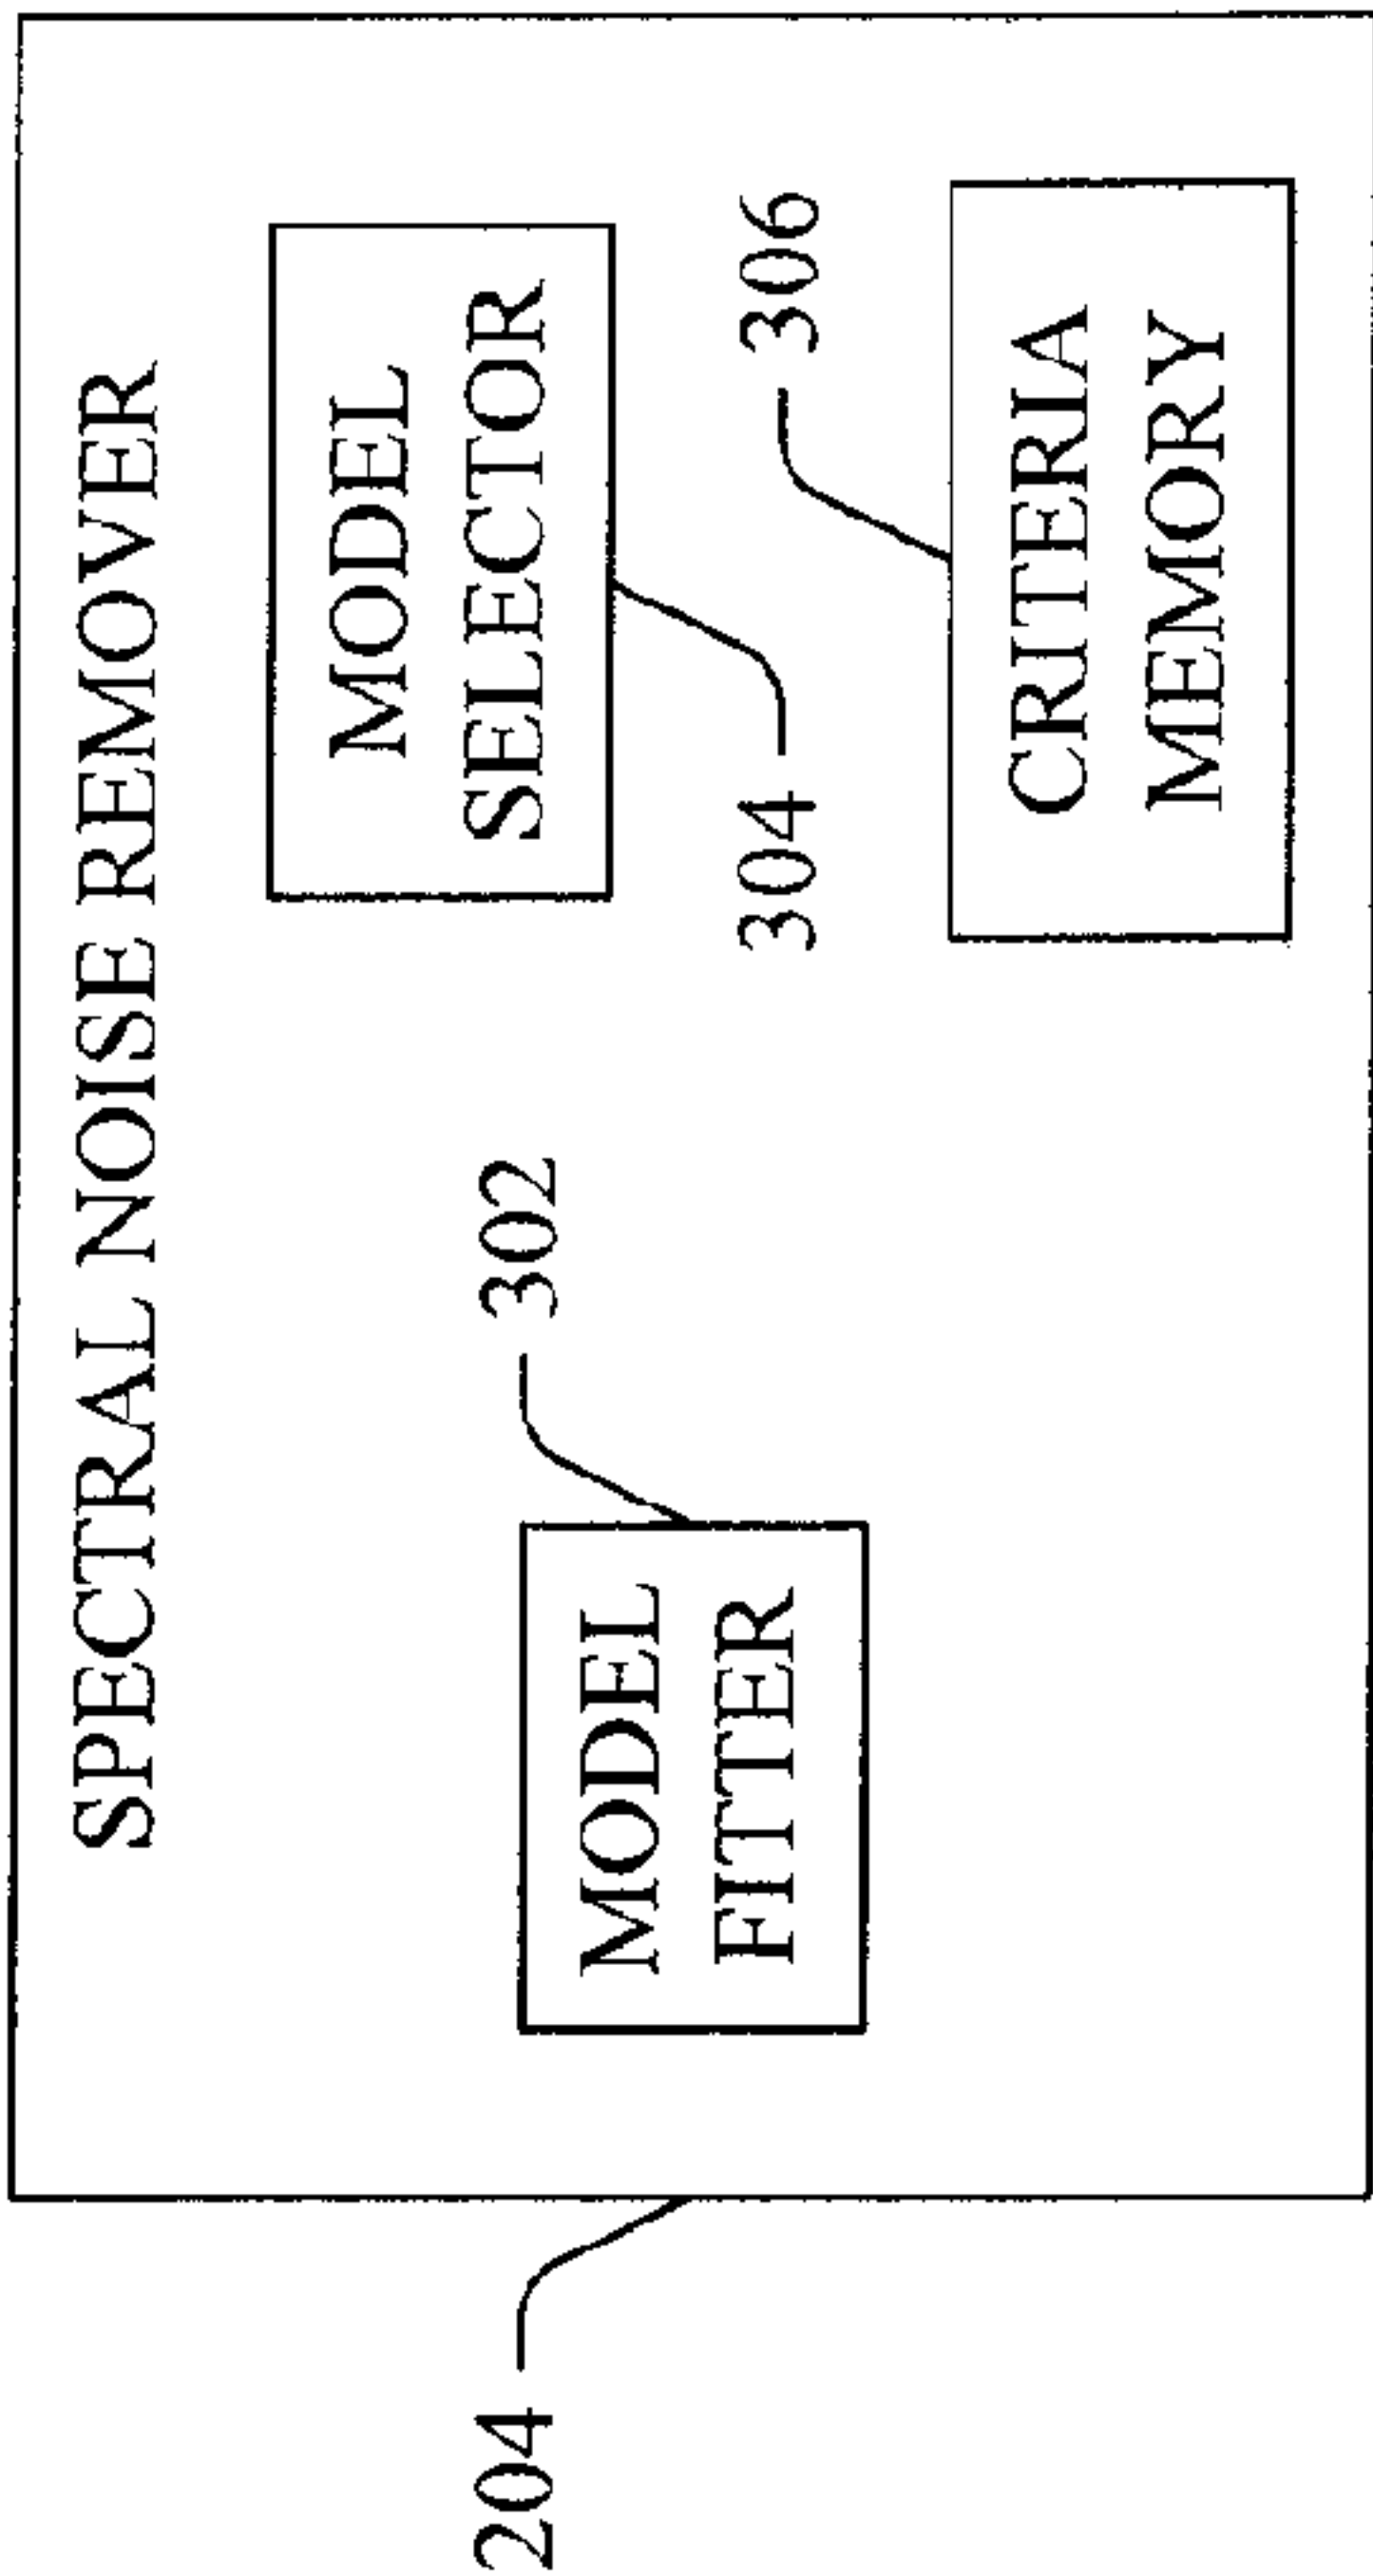 SPECTRAL NOISE REMOVER
204
MODEL
FITTER
302
MODEL
SELECTOR
304
306
CRITERIA
MEMORY